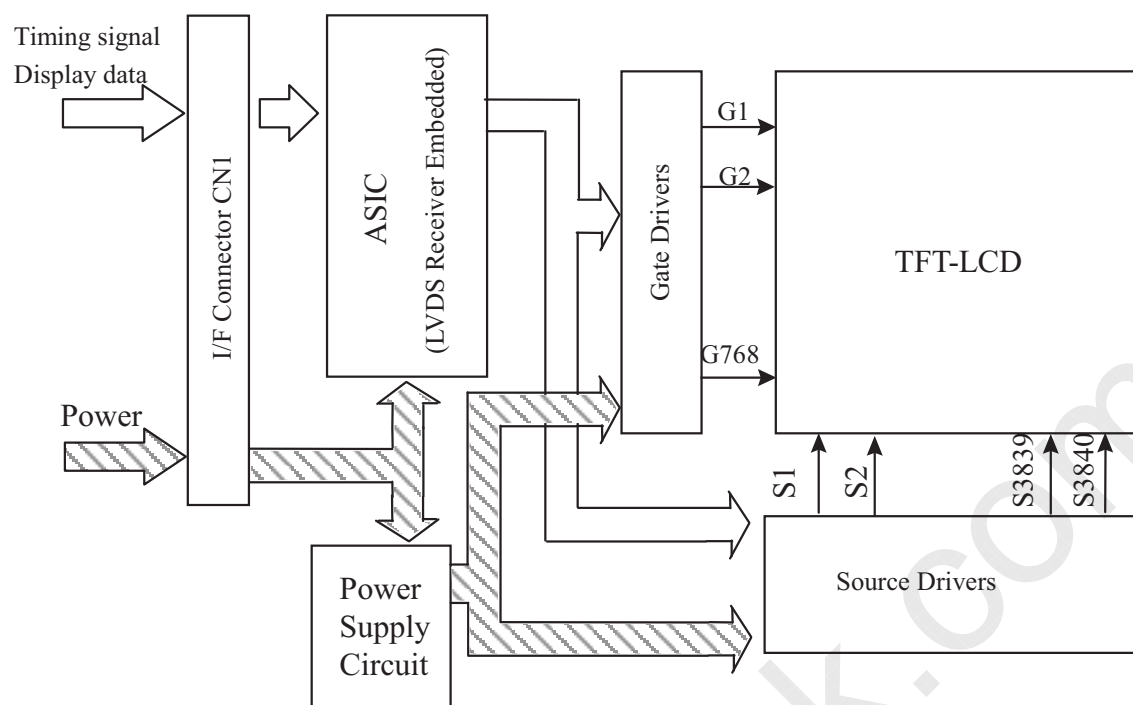 Timing signal
Display data
Power
I/F Connector CN1
ASIC
(LVDS Receiver Embedded)
Power
Supply
Circuit
Gate Drivers
G1
G2
G768
TFT-LCD
S1
S2
S3839
S3840
Source Drivers
k.com